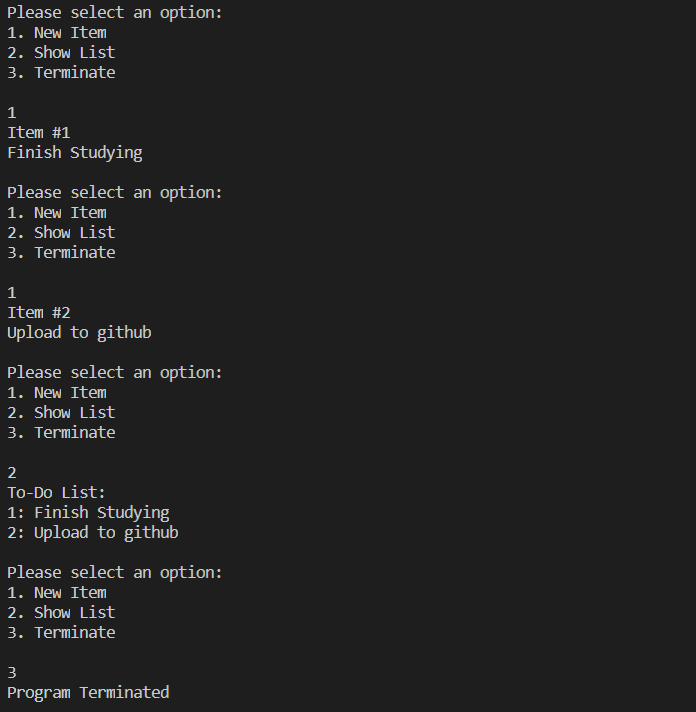 Please select an option:
1. New Item
2. Show List
3. Terminate
1
Item #1
Finish Studying
Please select an option:
1. New Item
2. Show List
3. Terminate
1
Item #2
Upload to github
Please select an option:
1. New Item
2. Show List
3. Terminate
2
To-Do List:
1: Finish Studying
2: Upload to github
Please select an option:
1. New Item
2. Show List
3. Terminate
3
Program Terminated